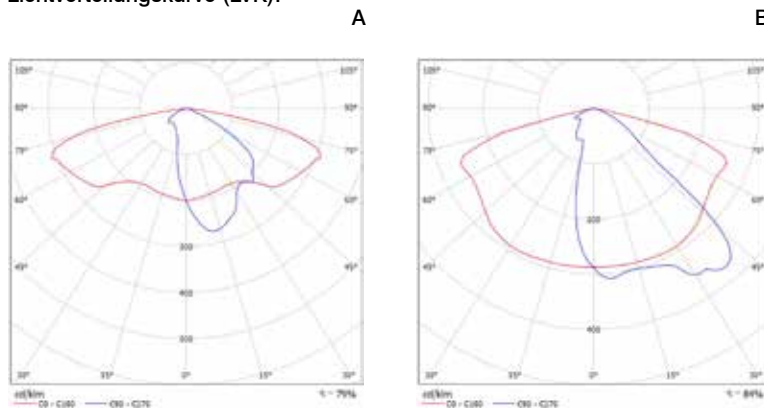 Lichtverteilungskurve (LVK):
A
B
105° 105°
90° 90°
75° 75°
60° 60°
45° 45°
300
400
500
30° 15° 0° 15° 30°
cd/klm
C0 - C180 C90 - C270
η = 79%
105° 105°
90° 90°
75° 75°
60° 60°
45° 45°
200
400
30° 15° 0° 15° 30°
cd/klm
C0 - C180 C90 - C270
η = 84%